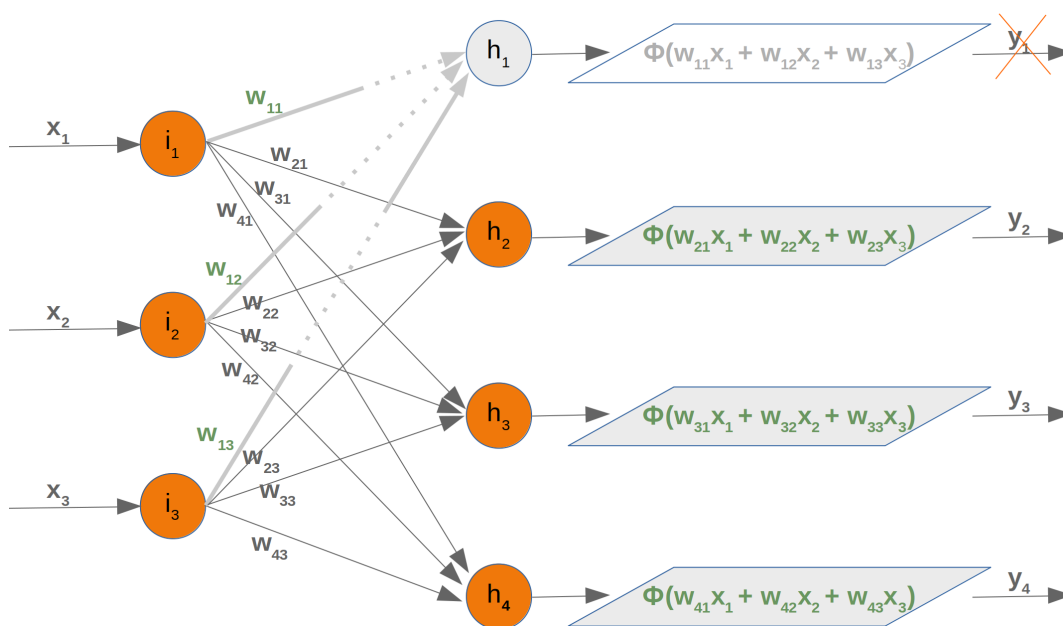 h₁
Φ(w₁₁x₁ + w₁₂x₂ + w₁₃x₃)
y₁
w₁₁
x₁
i₁
w₂₁
w₃₁
w₄₁
h₂
Φ(w₂₁x₁ + w₂₂x₂ + w₂₃x₃)
y₂
w₁₂
x₂
i₂
w₂₂
w₃₂
w₄₂
h₃
Φ(w₃₁x₁ + w₃₂x₂ + w₃₃x₃)
y₃
w₁₃
w₂₃
x₃
i₃
w₃₃
w₄₃
h₄
Φ(w₄₁x₁ + w₄₂x₂ + w₄₃x₃)
y₄